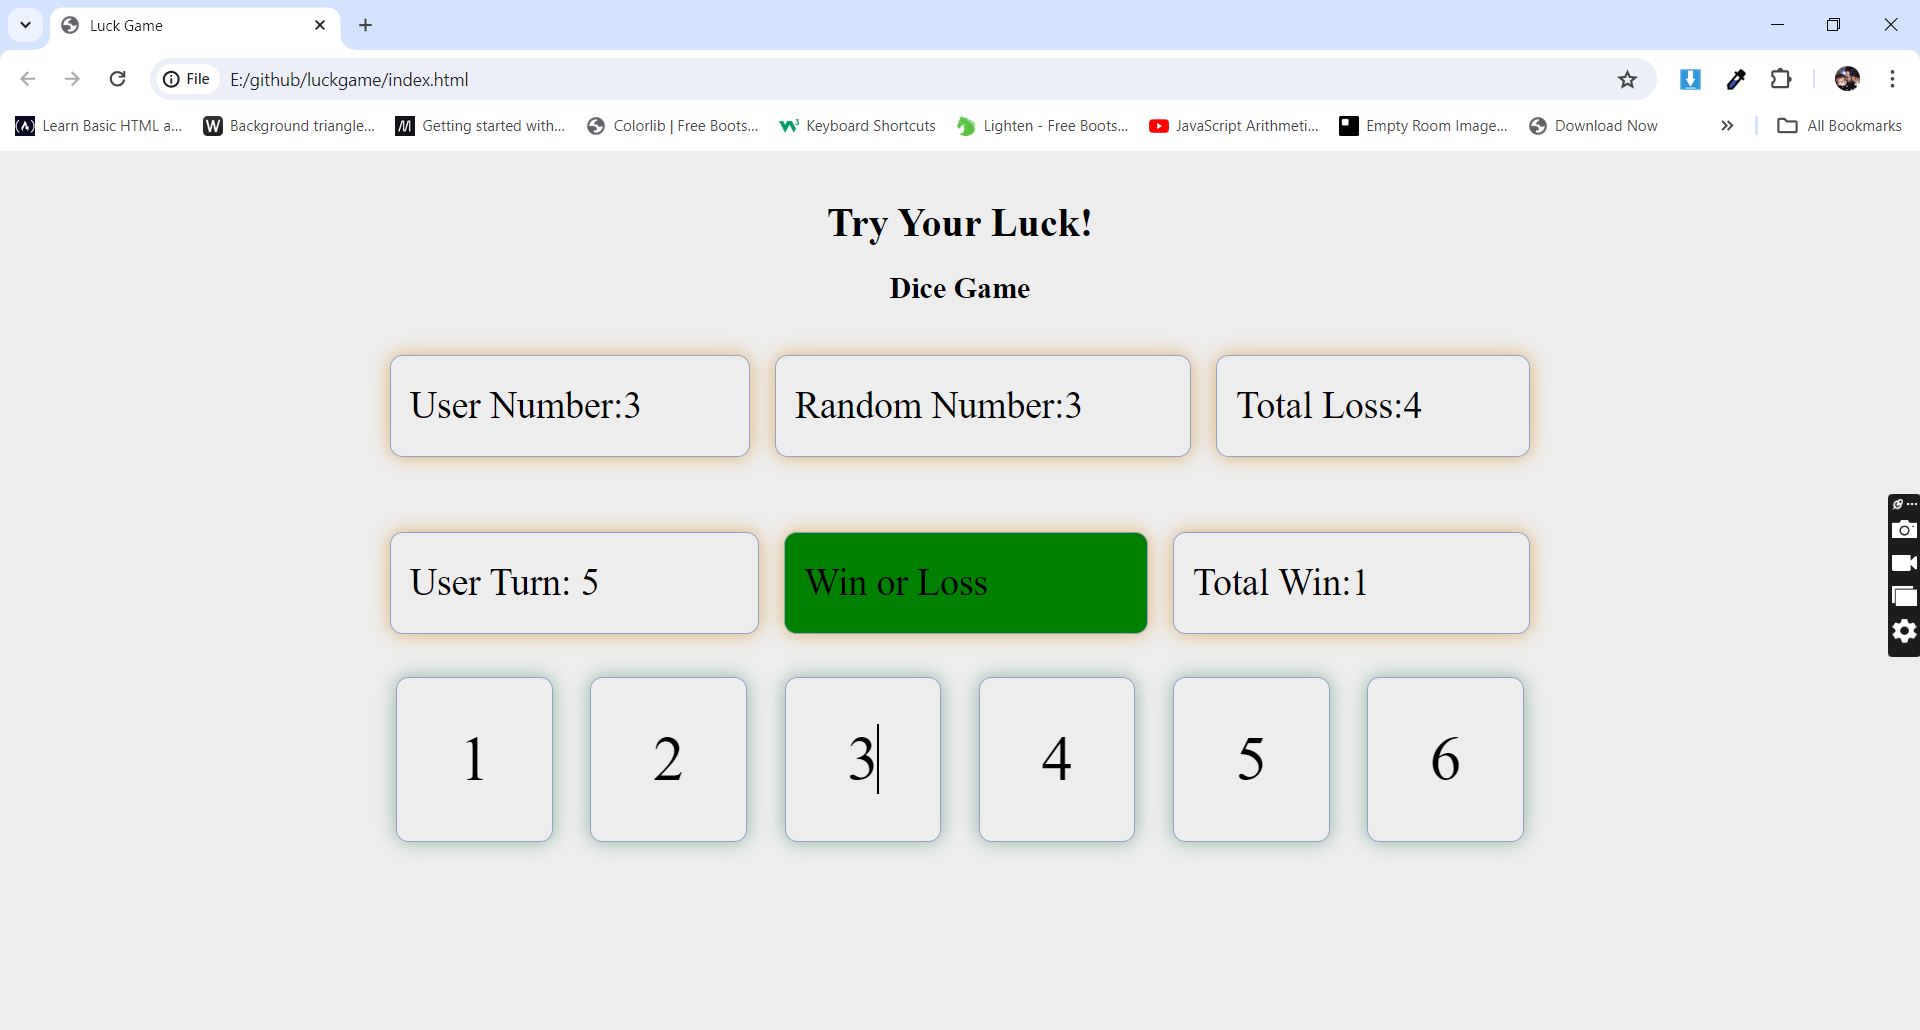 Luck Game
File E:/github/luckgame/index.html
Learn Basic HTML a... Background triangle... Getting started with... Colorlib | Free Boots... Keyboard Shortcuts Lighten - Free Boots... JavaScript Arithmeti... Empty Room Image... Download Now » All Bookmarks
Try Your Luck!
Dice Game
User Number:3 Random Number:3 Total Loss:4
User Turn: 5 Win or Loss Total Win:1
1 2 3 4 5 6